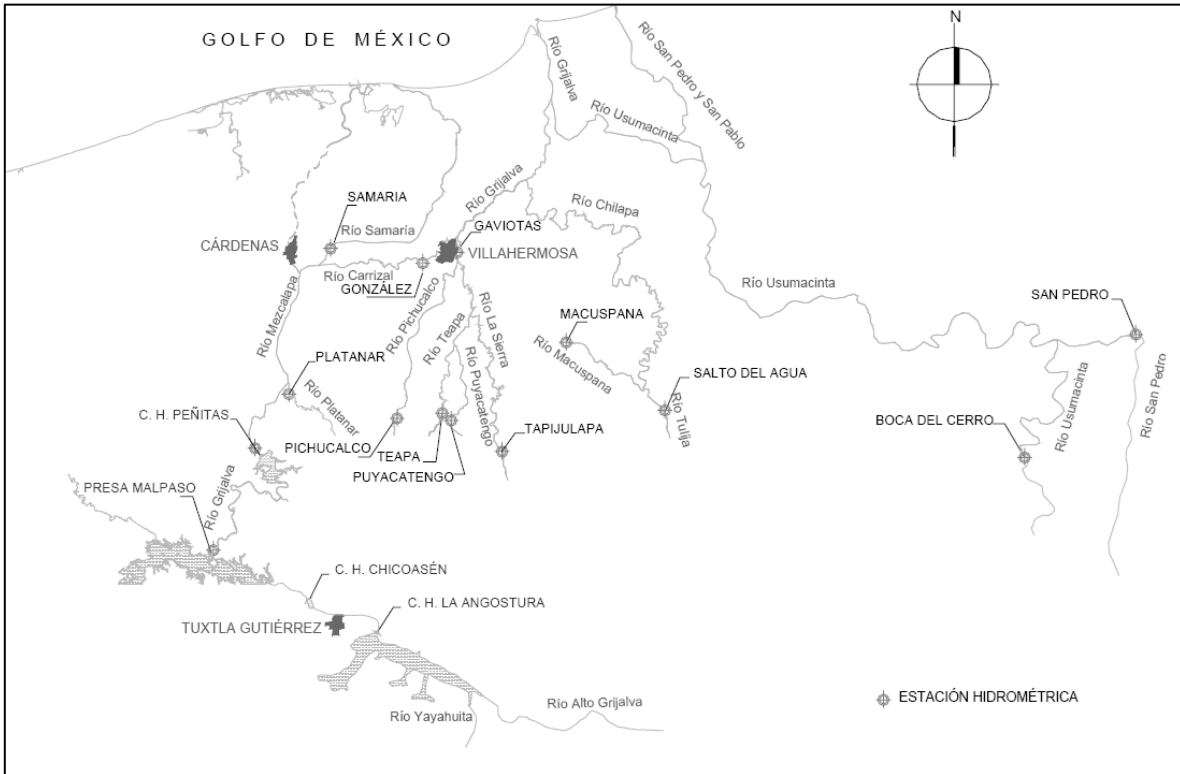 GOLFO DE MÉXICO
N
Río Grijalva
Río San Pedro y San Pablo
Río Usumacinta
Río Grijalva
SAMARIA
Río Chilapa
Río Samaría
GAVIOTAS
CÁRDENAS
VILLAHERMOSA
Río Carrizal
GONZÁLEZ
Río Usumacinta
SAN PEDRO
Río Mezcalapa
Río Pichucalco
Río Teapa
Río La Sierra
MACUSPANA
Río Macuspana
Río Puyacatengo
PLATANAR
Río Platanar
SALTO DEL AGUA
Río Tulija
C. H. PEÑITAS
BOCA DEL CERRO
Río Usumacinta
Río San Pedro
PICHUCALCO
TEAPA
TAPIJULAPA
PUYACATENGO
PRESA MALPASO
Río Grijalva
C. H. CHICOASÉN
C. H. LA ANGOSTURA
TUXTLA GUTIÉRREZ
ESTACIÓN HIDROMÉTRICA
Río Alto Grijalva
Río Yayahuita